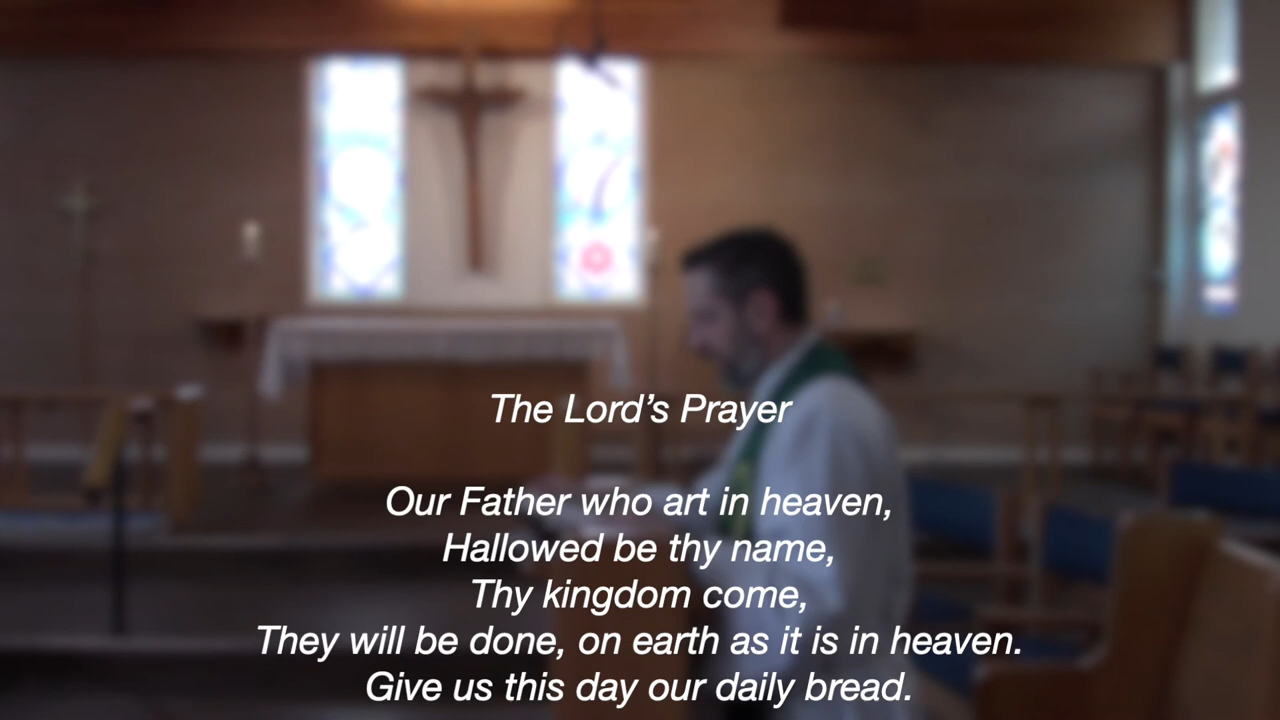 The Lord’s Prayer
Our Father who art in heaven,
Hallowed be thy name,
Thy kingdom come,
They will be done, on earth as it is in heaven.
Give us this day our daily bread.